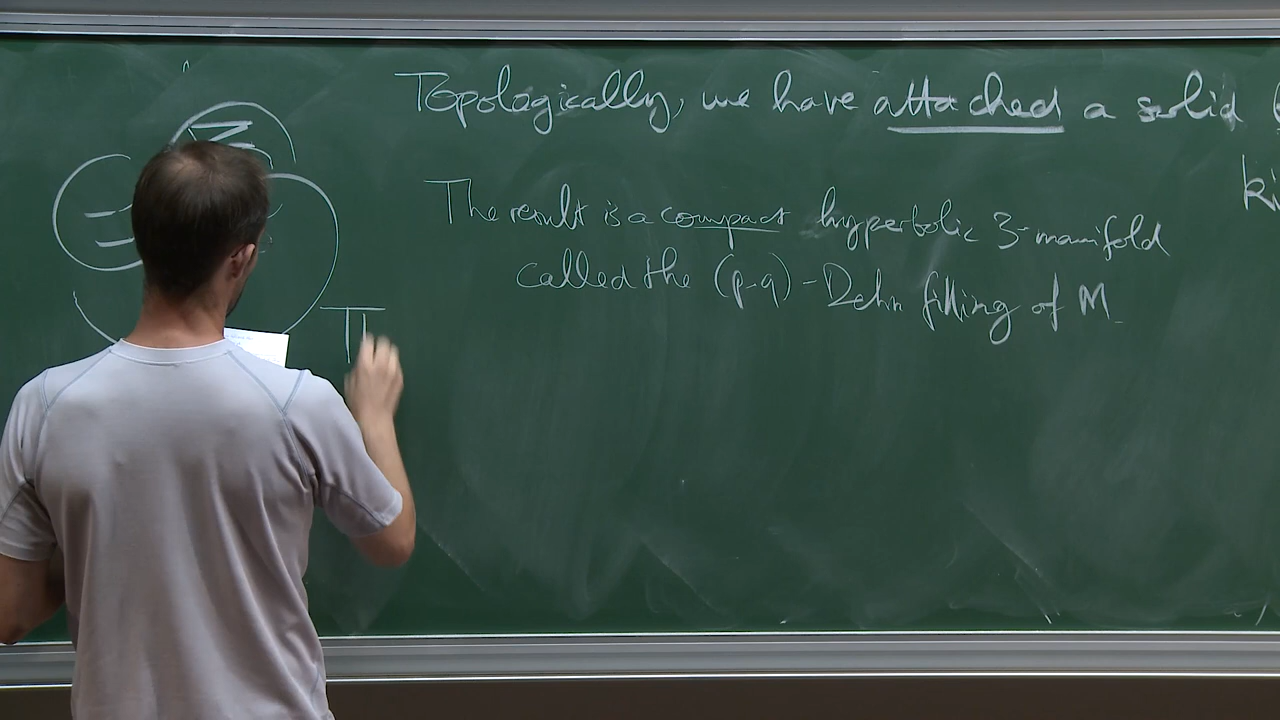 Topologically, we have attached a solid
The result is a compact hyperbolic 3-manifold
called the (p-q)-Dehn filling of M
T